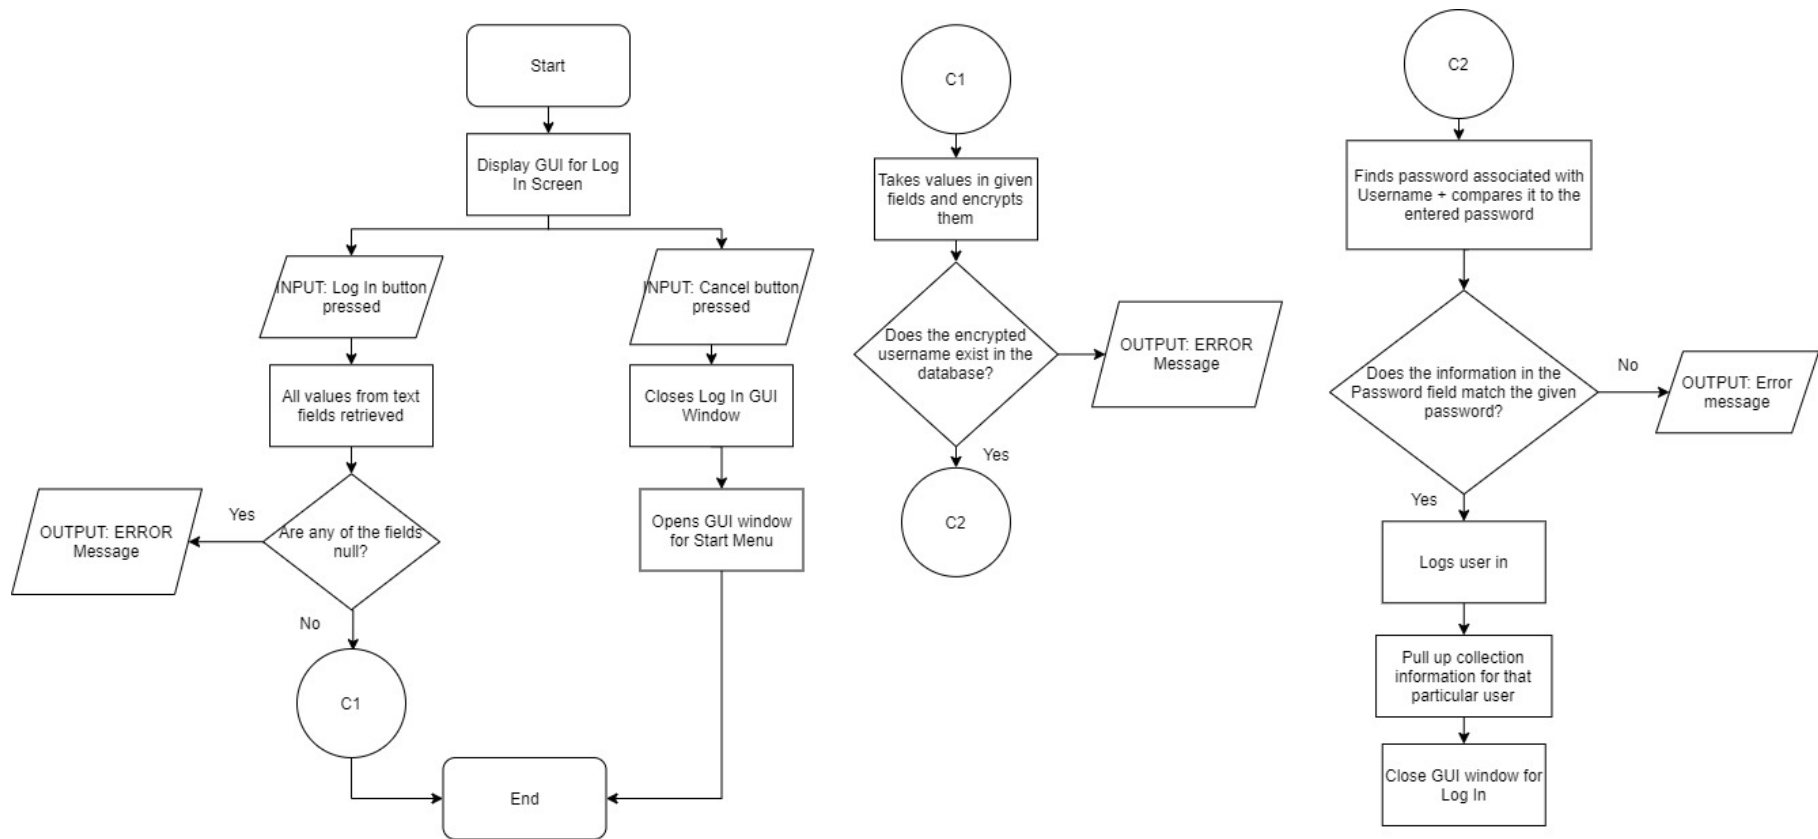 Start
Display GUI for Log
In Screen
INPUT: Log In button
pressed
INPUT: Cancel button
pressed
All values from text
fields retrieved
Closes Log In GUI
Window
Are any of the fields
null?
Yes
OUTPUT: ERROR
Message
No
Opens GUI window
for Start Menu
C1
End
C1
Takes values in given
fields and encrypts
them
Does the encrypted
username exist in the
database?
OUTPUT: ERROR
Message
Yes
C2
C2
Finds password associated with
Username + compares it to the
entered password
Does the information in the
Password field match the given
password?
No
OUTPUT: Error
message
Yes
Logs user in
Pull up collection
information for that
particular user
Close GUI window for
Log In